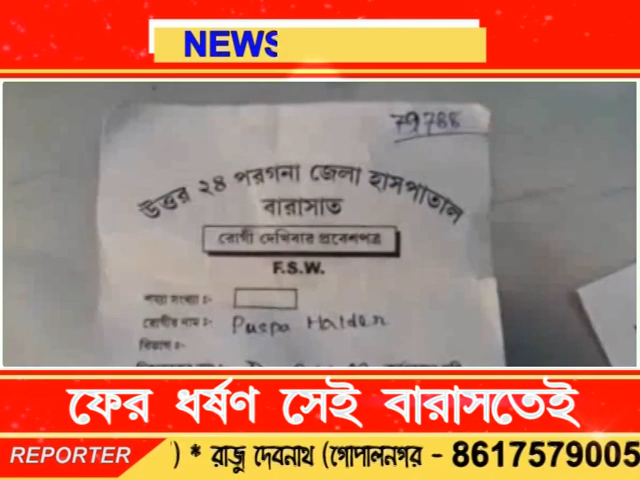 NEWS
79788
উত্তর ২৪ পরগনা জেলা হাসপাতাল
বারাসাত
রোগী দেখিবার প্রবেশপত্র
F.S.W.
শয্যা সংখ্যা :-
রোগীর নাম :- Puspa Halder
বিভাগ :-
ফের ধর্ষণ সেই বারাসতেই
REPORTER ) * রাজু দেবনাথ (গোপালনগর - 8617579005